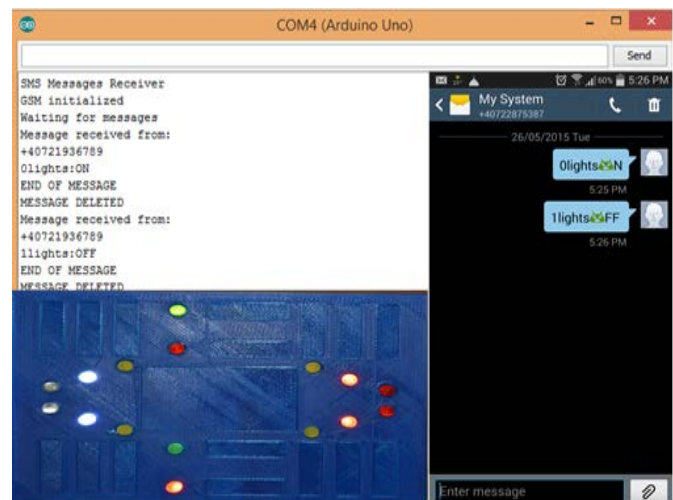 COM4 (Arduino Uno)
Send
SMS Messages Receiver
GSM initialized
Waiting for messages
Message received from:
+40721936789
0lights:ON
END OF MESSAGE
MESSAGE DELETED
Message received from:
+40721936789
1lights:OFF
END OF MESSAGE
MESSAGE DELETED
60% 5:26 PM
My System
+40722875387
26/05/2015 Tue
0lights N
5:25 PM
1lights FF
5:26 PM
Enter message